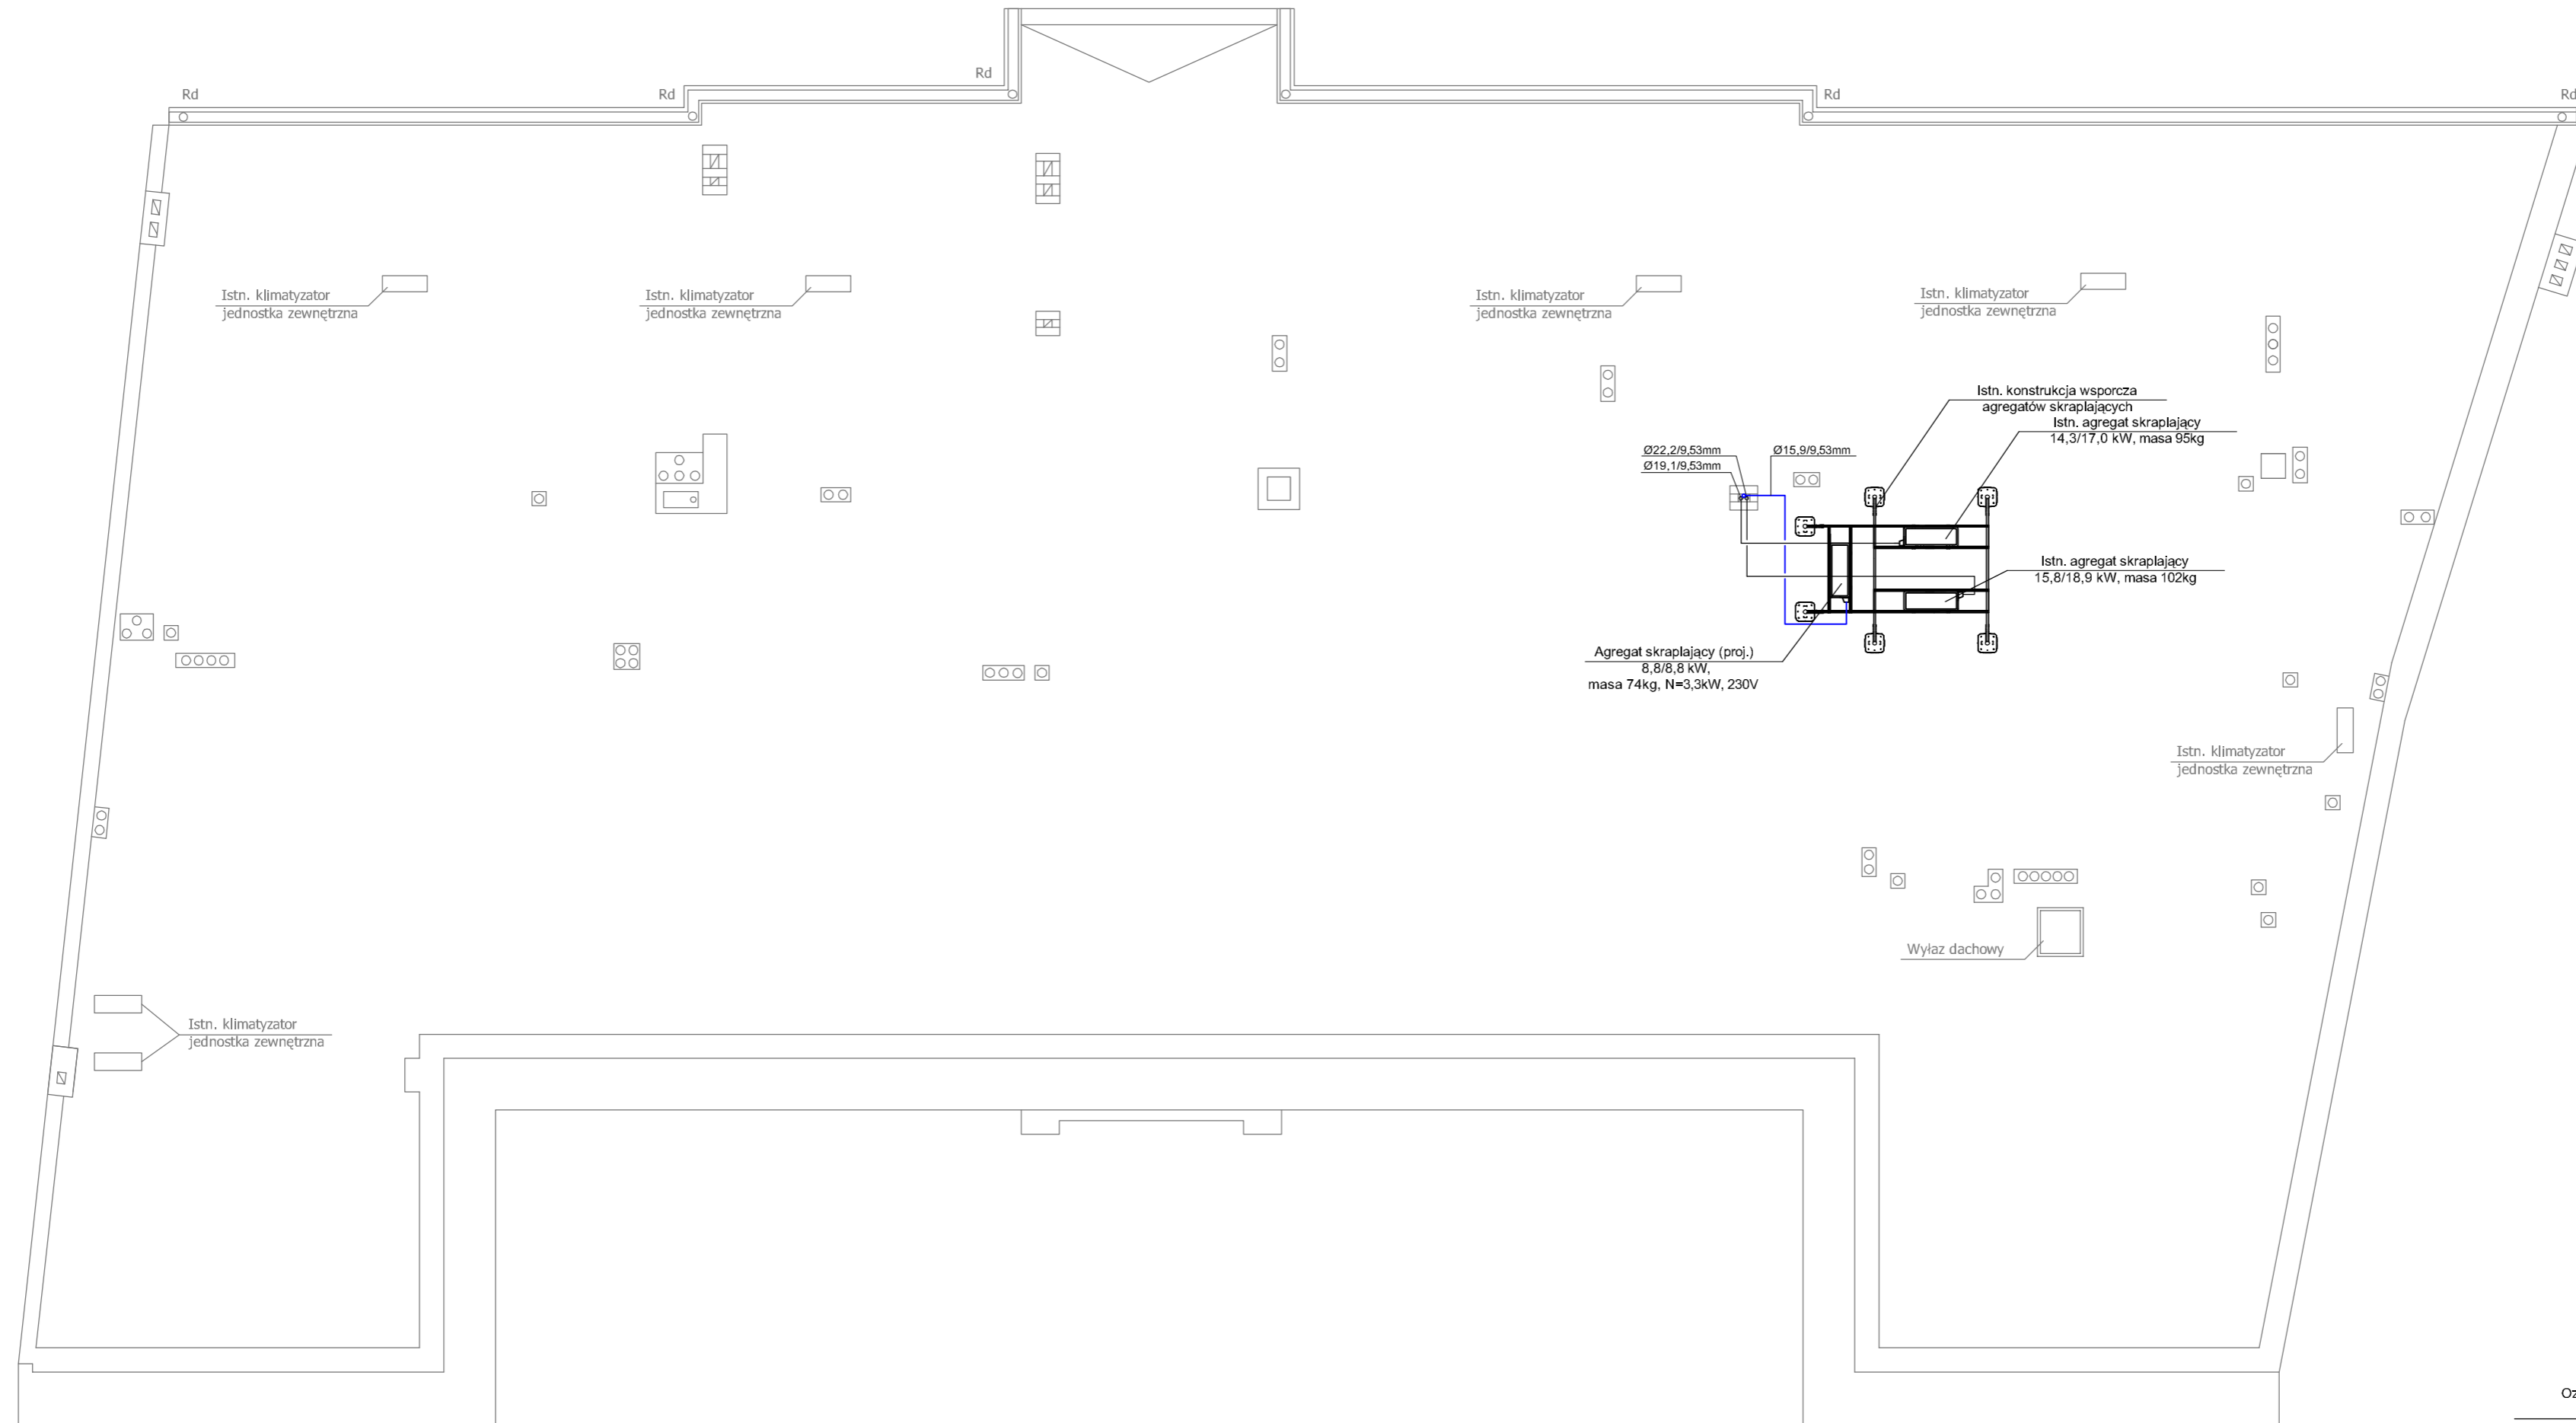 Rd
Rd
Rd
Rd
Rd
Istn. klimatyzator
jednostka zewnętrzna
Istn. klimatyzator
jednostka zewnętrzna
Istn. klimatyzator
jednostka zewnętrzna
Istn. klimatyzator
jednostka zewnętrzna
Istn. konstrukcja wsporcza
agregatów skraplających
Istn. agregat skraplający
14,3/17,0 kW, masa 95kg
Ø22,2/9,53mm
Ø15,9/9,53mm
Ø19,1/9,53mm
Istn. agregat skraplający
15,8/18,9 kW, masa 102kg
Agregat skraplający (proj.)
8,8/8,8 kW,
masa 74kg, N=3,3kW, 230V
Istn. klimatyzator
jednostka zewnętrzna
Wyłaz dachowy
Istn. klimatyzator
jednostka zewnętrzna